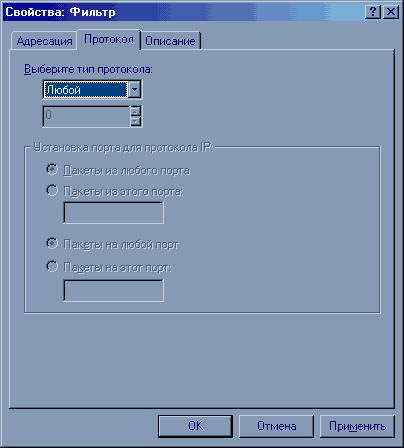 Свойства: Фильтр
Адресация Протокол Описание
Выберите тип протокола:
Любой
0
Установка порта для протокола IP:
Пакеты из любого порта
Пакеты из этого порта:
Пакеты на любой порт
Пакеты на этот порт:
OK Отмена Применить